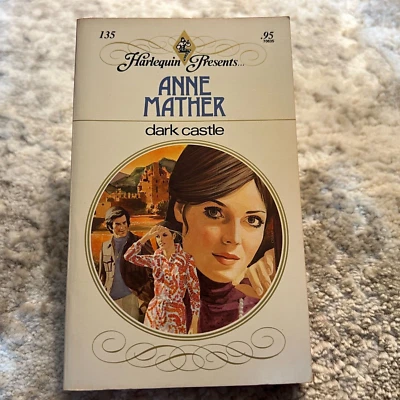 135
.95
Harlequin Presents...
ANNE
MATHER
dark castle